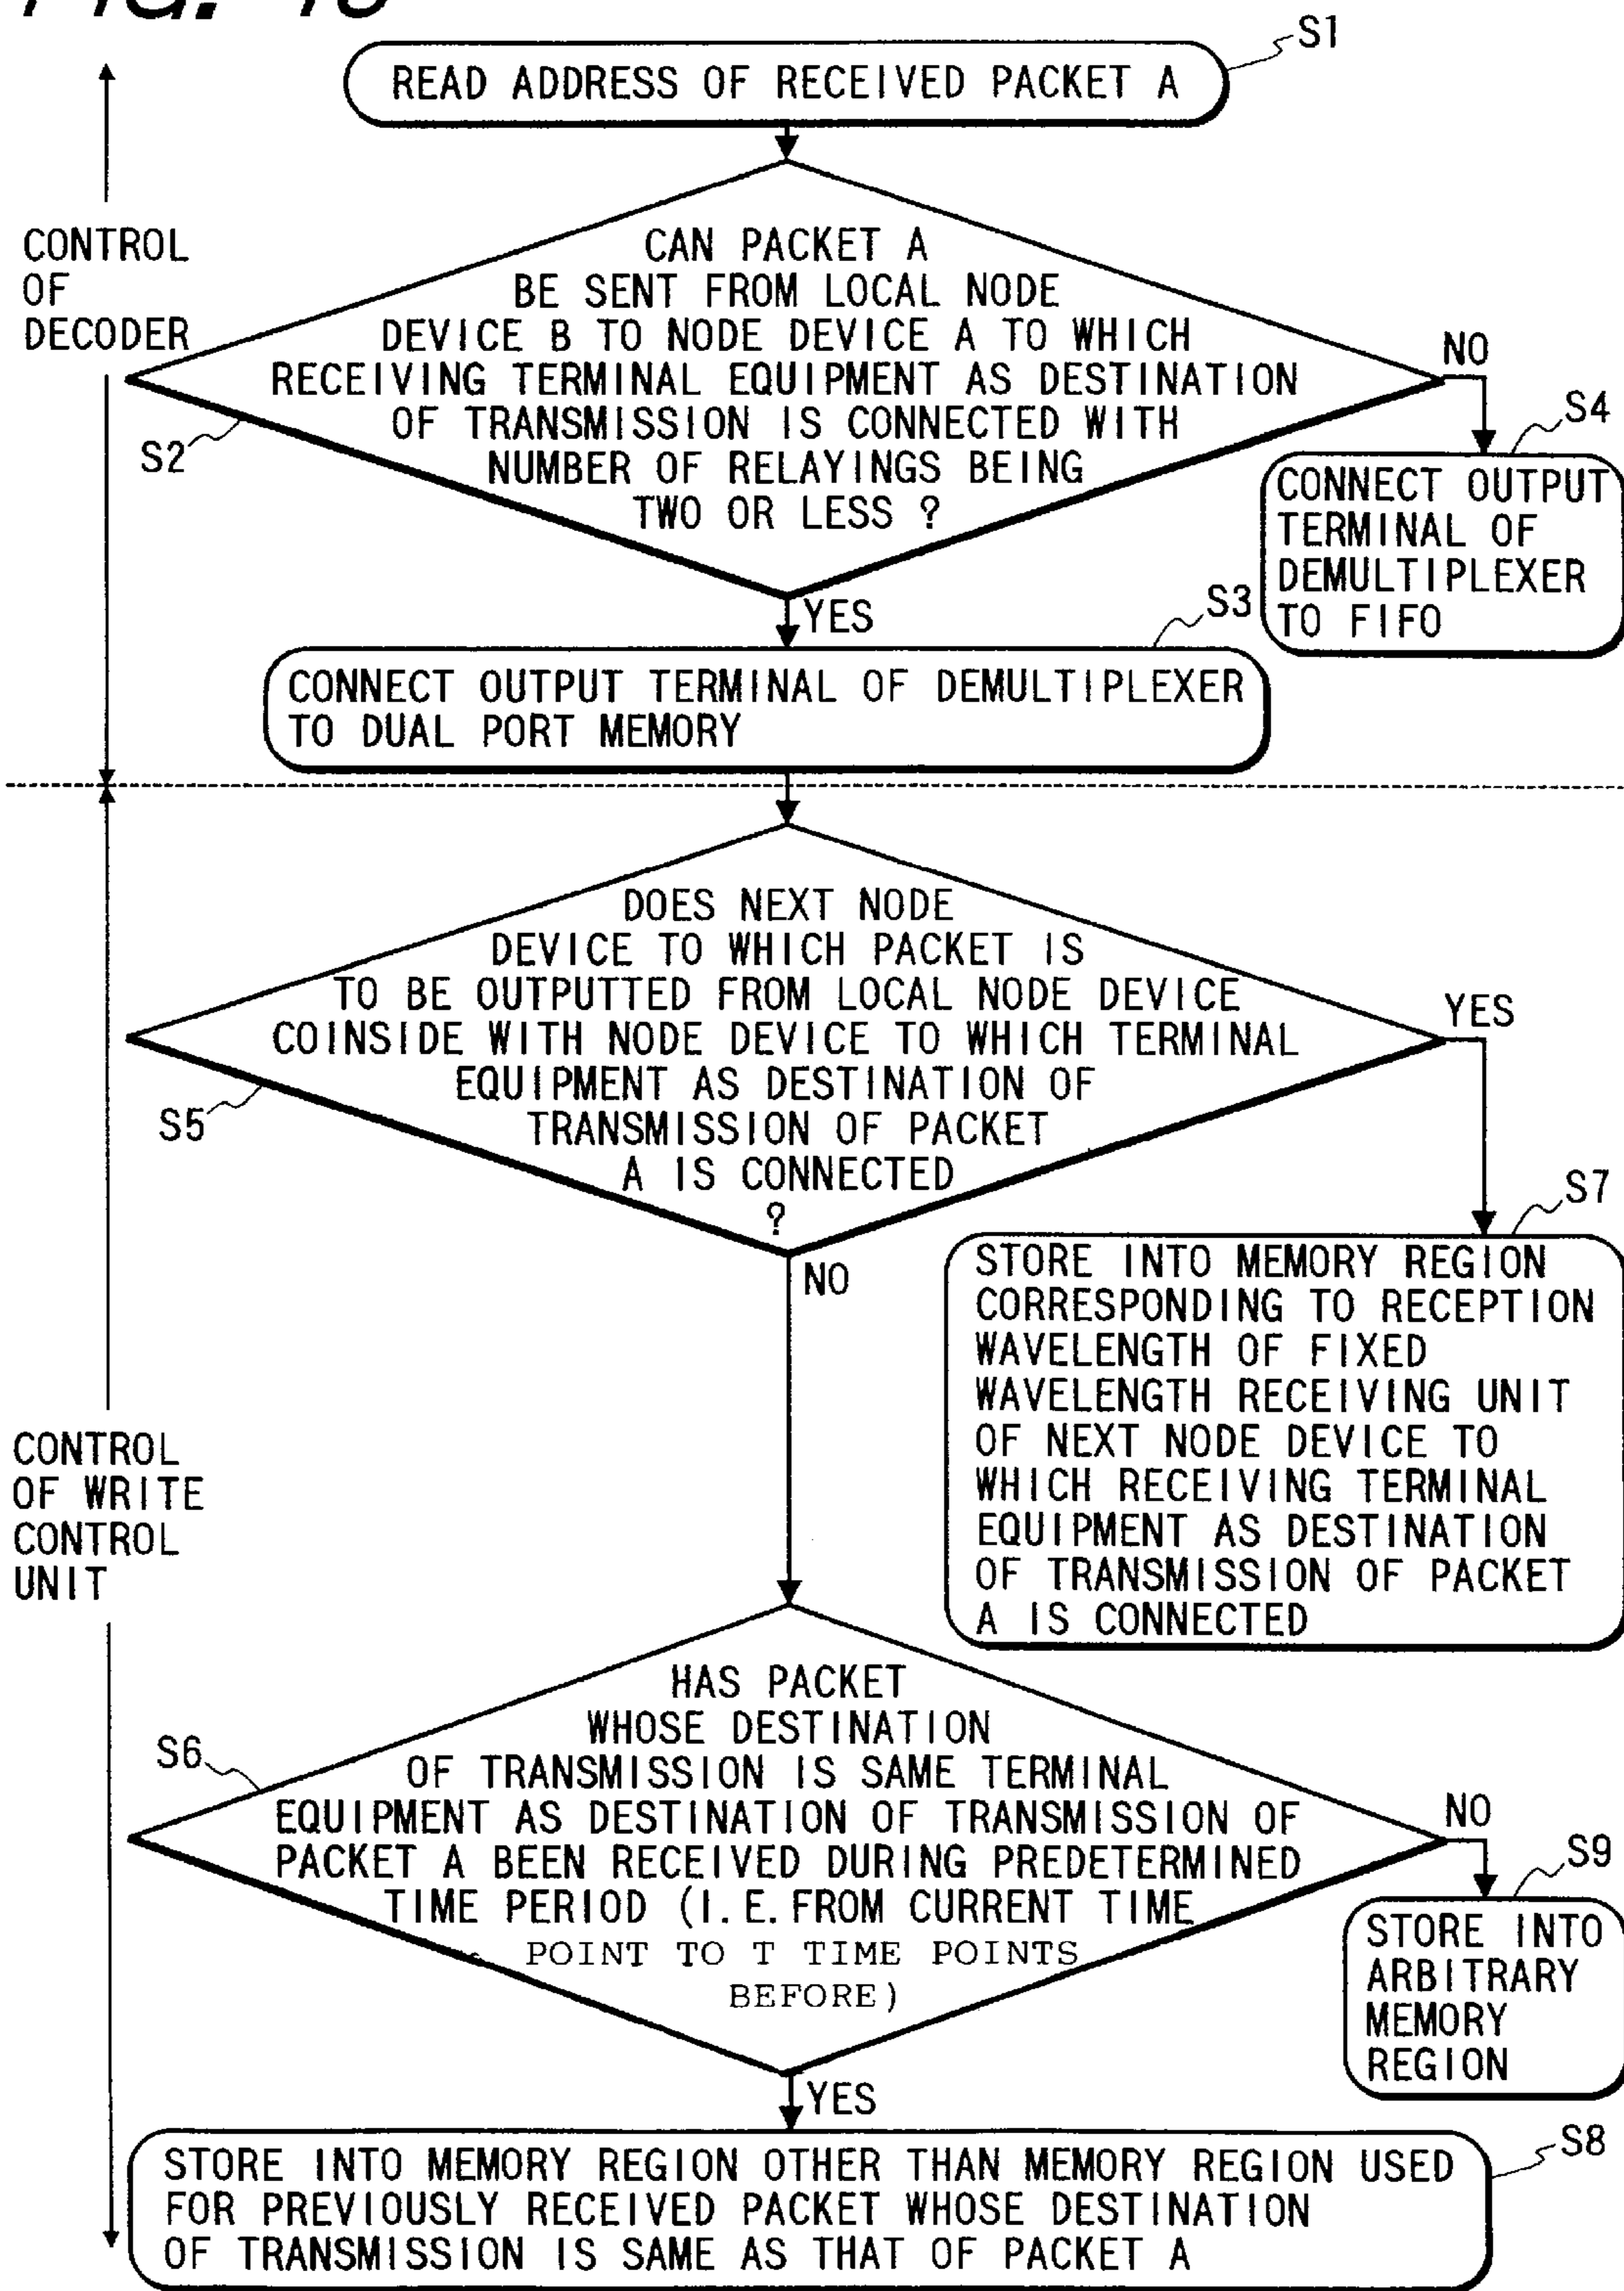 S1
READ ADDRESS OF RECEIVED PACKET A
CONTROL
OF
DECODER
CAN PACKET A
BE SENT FROM LOCAL NODE
DEVICE B TO NODE DEVICE A TO WHICH
RECEIVING TERMINAL EQUIPMENT AS DESTINATION
OF TRANSMISSION IS CONNECTED WITH
NUMBER OF RELAYINGS BEING
TWO OR LESS ?
S2
NO
S4
CONNECT OUTPUT
TERMINAL OF
DEMULTIPLEXER
TO FIFO
YES
S3
CONNECT OUTPUT TERMINAL OF DEMULTIPLEXER
TO DUAL PORT MEMORY
DOES NEXT NODE
DEVICE TO WHICH PACKET IS
TO BE OUTPUTTED FROM LOCAL NODE DEVICE
COINSIDE WITH NODE DEVICE TO WHICH TERMINAL
EQUIPMENT AS DESTINATION OF
TRANSMISSION OF PACKET
A IS CONNECTED
?
S5
YES
S7
STORE INTO MEMORY REGION
CORRESPONDING TO RECEPTION
WAVELENGTH OF FIXED
WAVELENGTH RECEIVING UNIT
OF NEXT NODE DEVICE TO
WHICH RECEIVING TERMINAL
EQUIPMENT AS DESTINATION
OF TRANSMISSION OF PACKET
A IS CONNECTED
NO
CONTROL
OF WRITE
CONTROL
UNIT
HAS PACKET
WHOSE DESTINATION
OF TRANSMISSION IS SAME TERMINAL
EQUIPMENT AS DESTINATION OF TRANSMISSION OF
PACKET A BEEN RECEIVED DURING PREDETERMINED
TIME PERIOD (I.E. FROM CURRENT TIME
POINT TO T TIME POINTS
BEFORE)
S6
NO
S9
STORE INTO
ARBITRARY
MEMORY
REGION
YES
S8
STORE INTO MEMORY REGION OTHER THAN MEMORY REGION USED
FOR PREVIOUSLY RECEIVED PACKET WHOSE DESTINATION
OF TRANSMISSION IS SAME AS THAT OF PACKET A